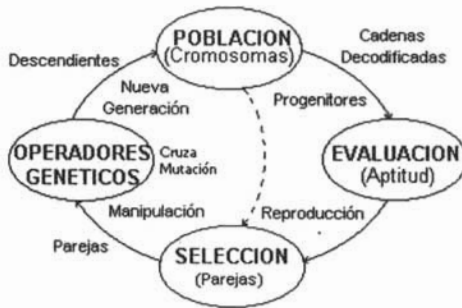 POBLACION
(Cromosomas)
Cadenas
Decodificadas
Descendientes
Nueva
Generación
Progenitores
OPERADORES
GENETICOS
Cruza
Mutación
EVALUACION
(Aptitud)
Manipulación
Reproducción
Parejas
SELECCION
(Parejas)